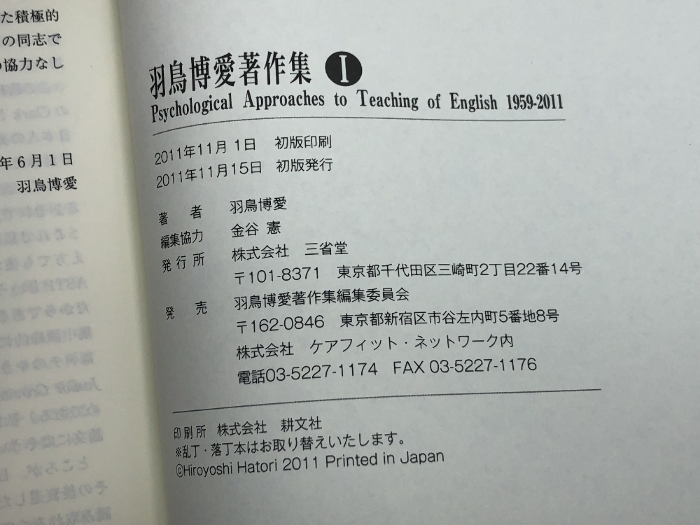 た積極的
の同志で
協力なし
年6月1日
羽鳥博愛
羽鳥博愛著作集 I
Psychological Approaches to Teaching of English 1959-2011
2011年11月 1日 初版印刷
2011年11月15日 初版発行
著 者 羽鳥博愛
編集協力 金谷 憲
発行所 株式会社 三省堂
〒101-8371 東京都千代田区三崎町2丁目22番14号
発 売 羽鳥博愛著作集編集委員会
〒162-0846 東京都新宿区市谷左内町5番地8号
株式会社 ケアフィット・ネットワーク内
電話03-5227-1174 FAX 03-5227-1176
印刷所 株式会社 耕文社
※乱丁・落丁本はお取り替えいたします。
©Hiroyoshi Hatori 2011 Printed in Japan